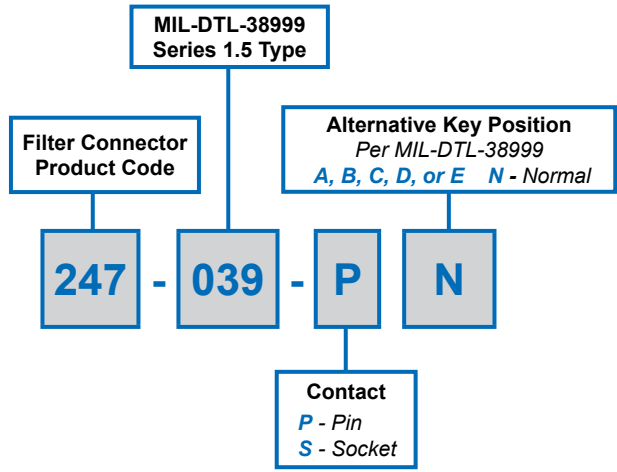 MIL-DTL-38999
Series 1.5 Type
Filter Connector
Product Code
Alternative Key Position
Per MIL-DTL-38999
A, B, C, D, or E N - Normal
247 - 039 - P N
Contact
P - Pin
S - Socket